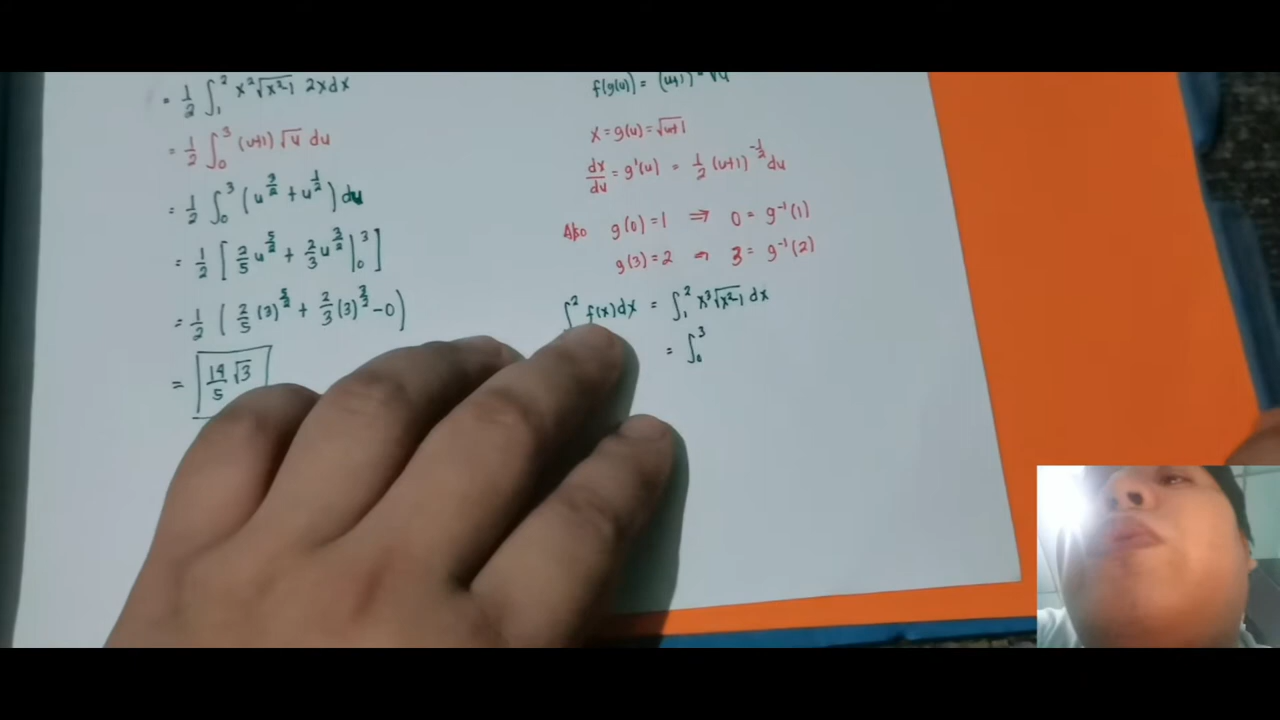 = 1/2 ∫₁² x²√(x²-1) 2x dx
= 1/2 ∫₀³ (u+1) √u du
= 1/2 ∫₀³ (u^(3/2) + u^(1/2)) du
= 1/2 [ 2/5 u^(5/2) + 2/3 u^(3/2) |₀³ ]
= 1/2 ( 2/5 (3)^(5/2) + 2/3 (3)^(3/2) - 0 )
= 14/5 √3
f(g(u)) =
x = g(u) = √(u+1)
dx/du = g'(u) = 1/2 (u+1)^(-1/2) du
Also g(0) = 1 ⇒ 0 = g⁻¹(1)
g(3) = 2 ⇒ 3 = g⁻¹(2)
∫² f(x) dx = ∫₁² x³√(x²-1) dx
= ∫₀³